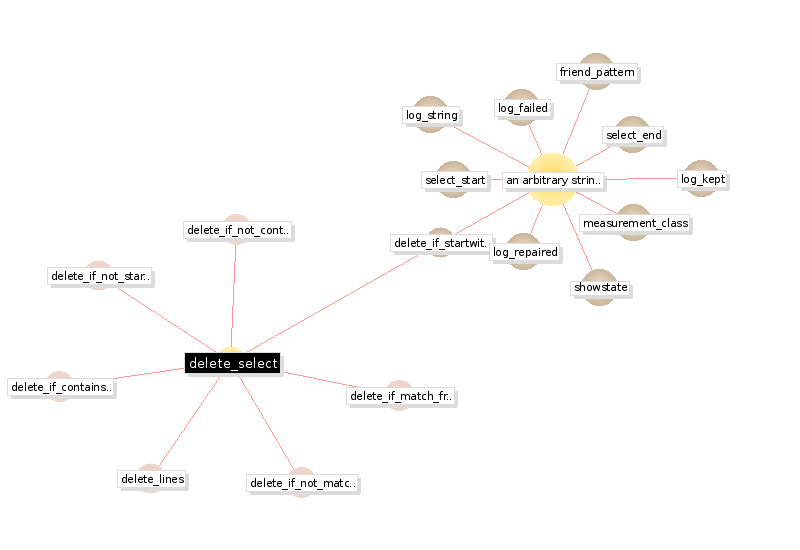 friend_pattern
log_failed
log_string
select_end
select_start
an arbitrary strin..
log_kept
measurement_class
delete_if_not_cont..
delete_if_startwit..
log_repaired
delete_if_not_star..
showstate
delete_select
delete_if_contains..
delete_if_match_fr..
delete_lines
delete_if_not_matc..